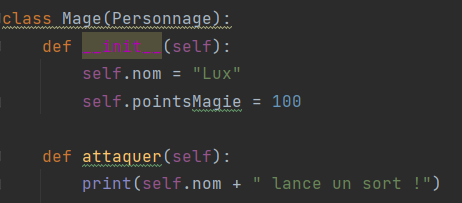 class Mage(Personnage):
    def __init__(self):
        self.nom = "Lux"
        self.pointsMagie = 100
    def attaquer(self):
        print(self.nom + " lance un sort !")